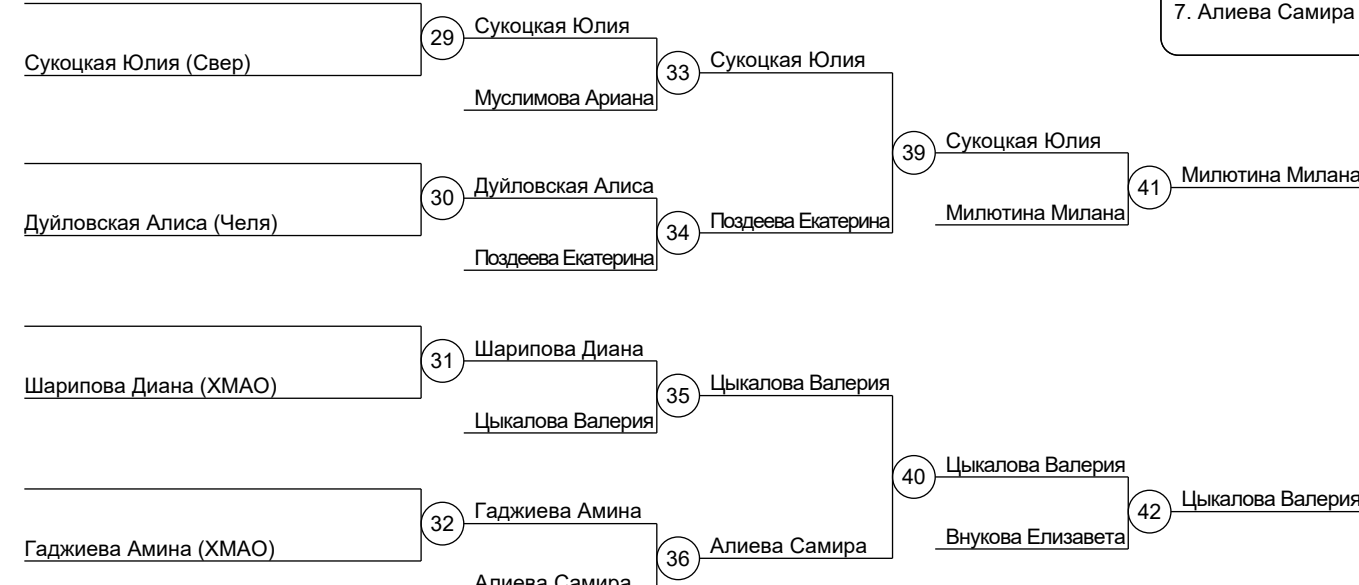 7. Алиева Самира
29
Сукоцкая Юлия
Сукоцкая Юлия (Свер)
33
Сукоцкая Юлия
Муслимова Ариана
39
Сукоцкая Юлия
30
Дуйловская Алиса
41
Милютина Милана
Дуйловская Алиса (Челя)
34
Поздеева Екатерина
Милютина Милана
Поздеева Екатерина
31
Шарипова Диана
Шарипова Диана (ХМАО)
35
Цыкалова Валерия
Цыкалова Валерия
40
Цыкалова Валерия
32
Гаджиева Амина
42
Цыкалова Валерия
Гаджиева Амина (ХМАО)
36
Алиева Самира
Внукова Елизавета
Алиева Самира